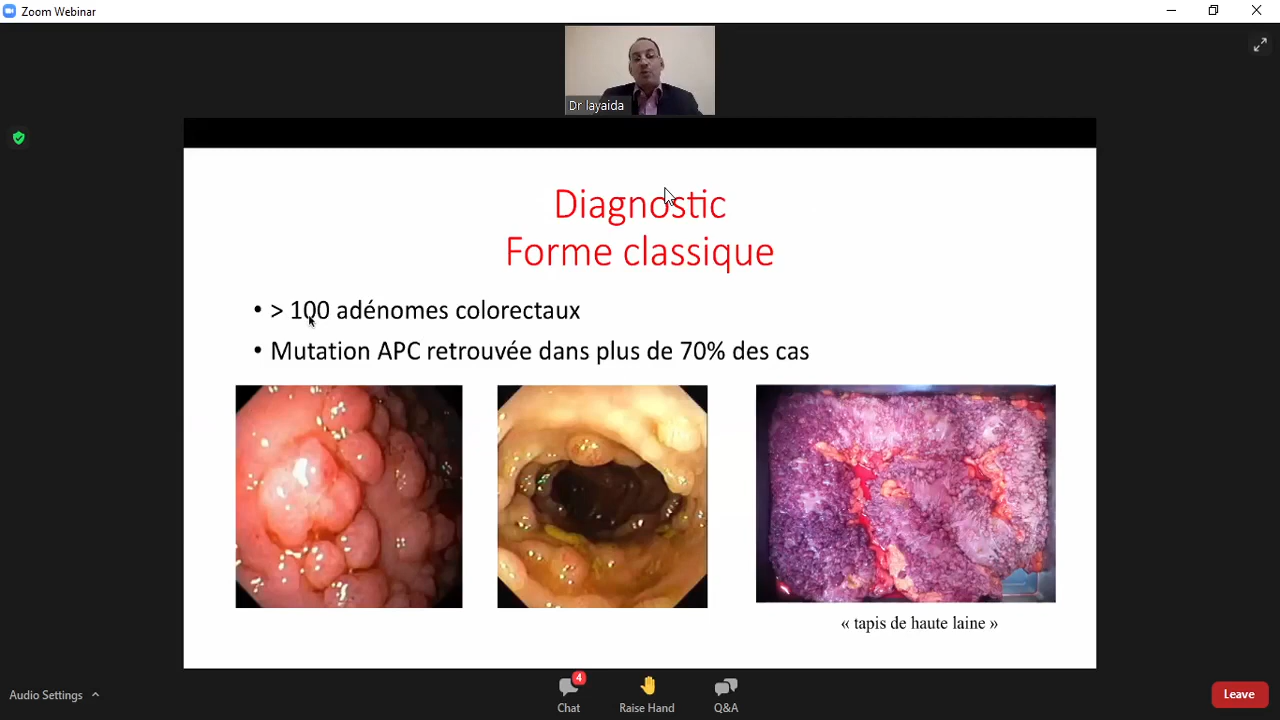 Zoom Webinar
Dr layaida
Diagnostic
Forme classique
• > 100 adénomes colorectaux
• Mutation APC retrouvée dans plus de 70% des cas
« tapis de haute laine »
Audio Settings
4
Chat
Raise Hand
Q&A
Leave